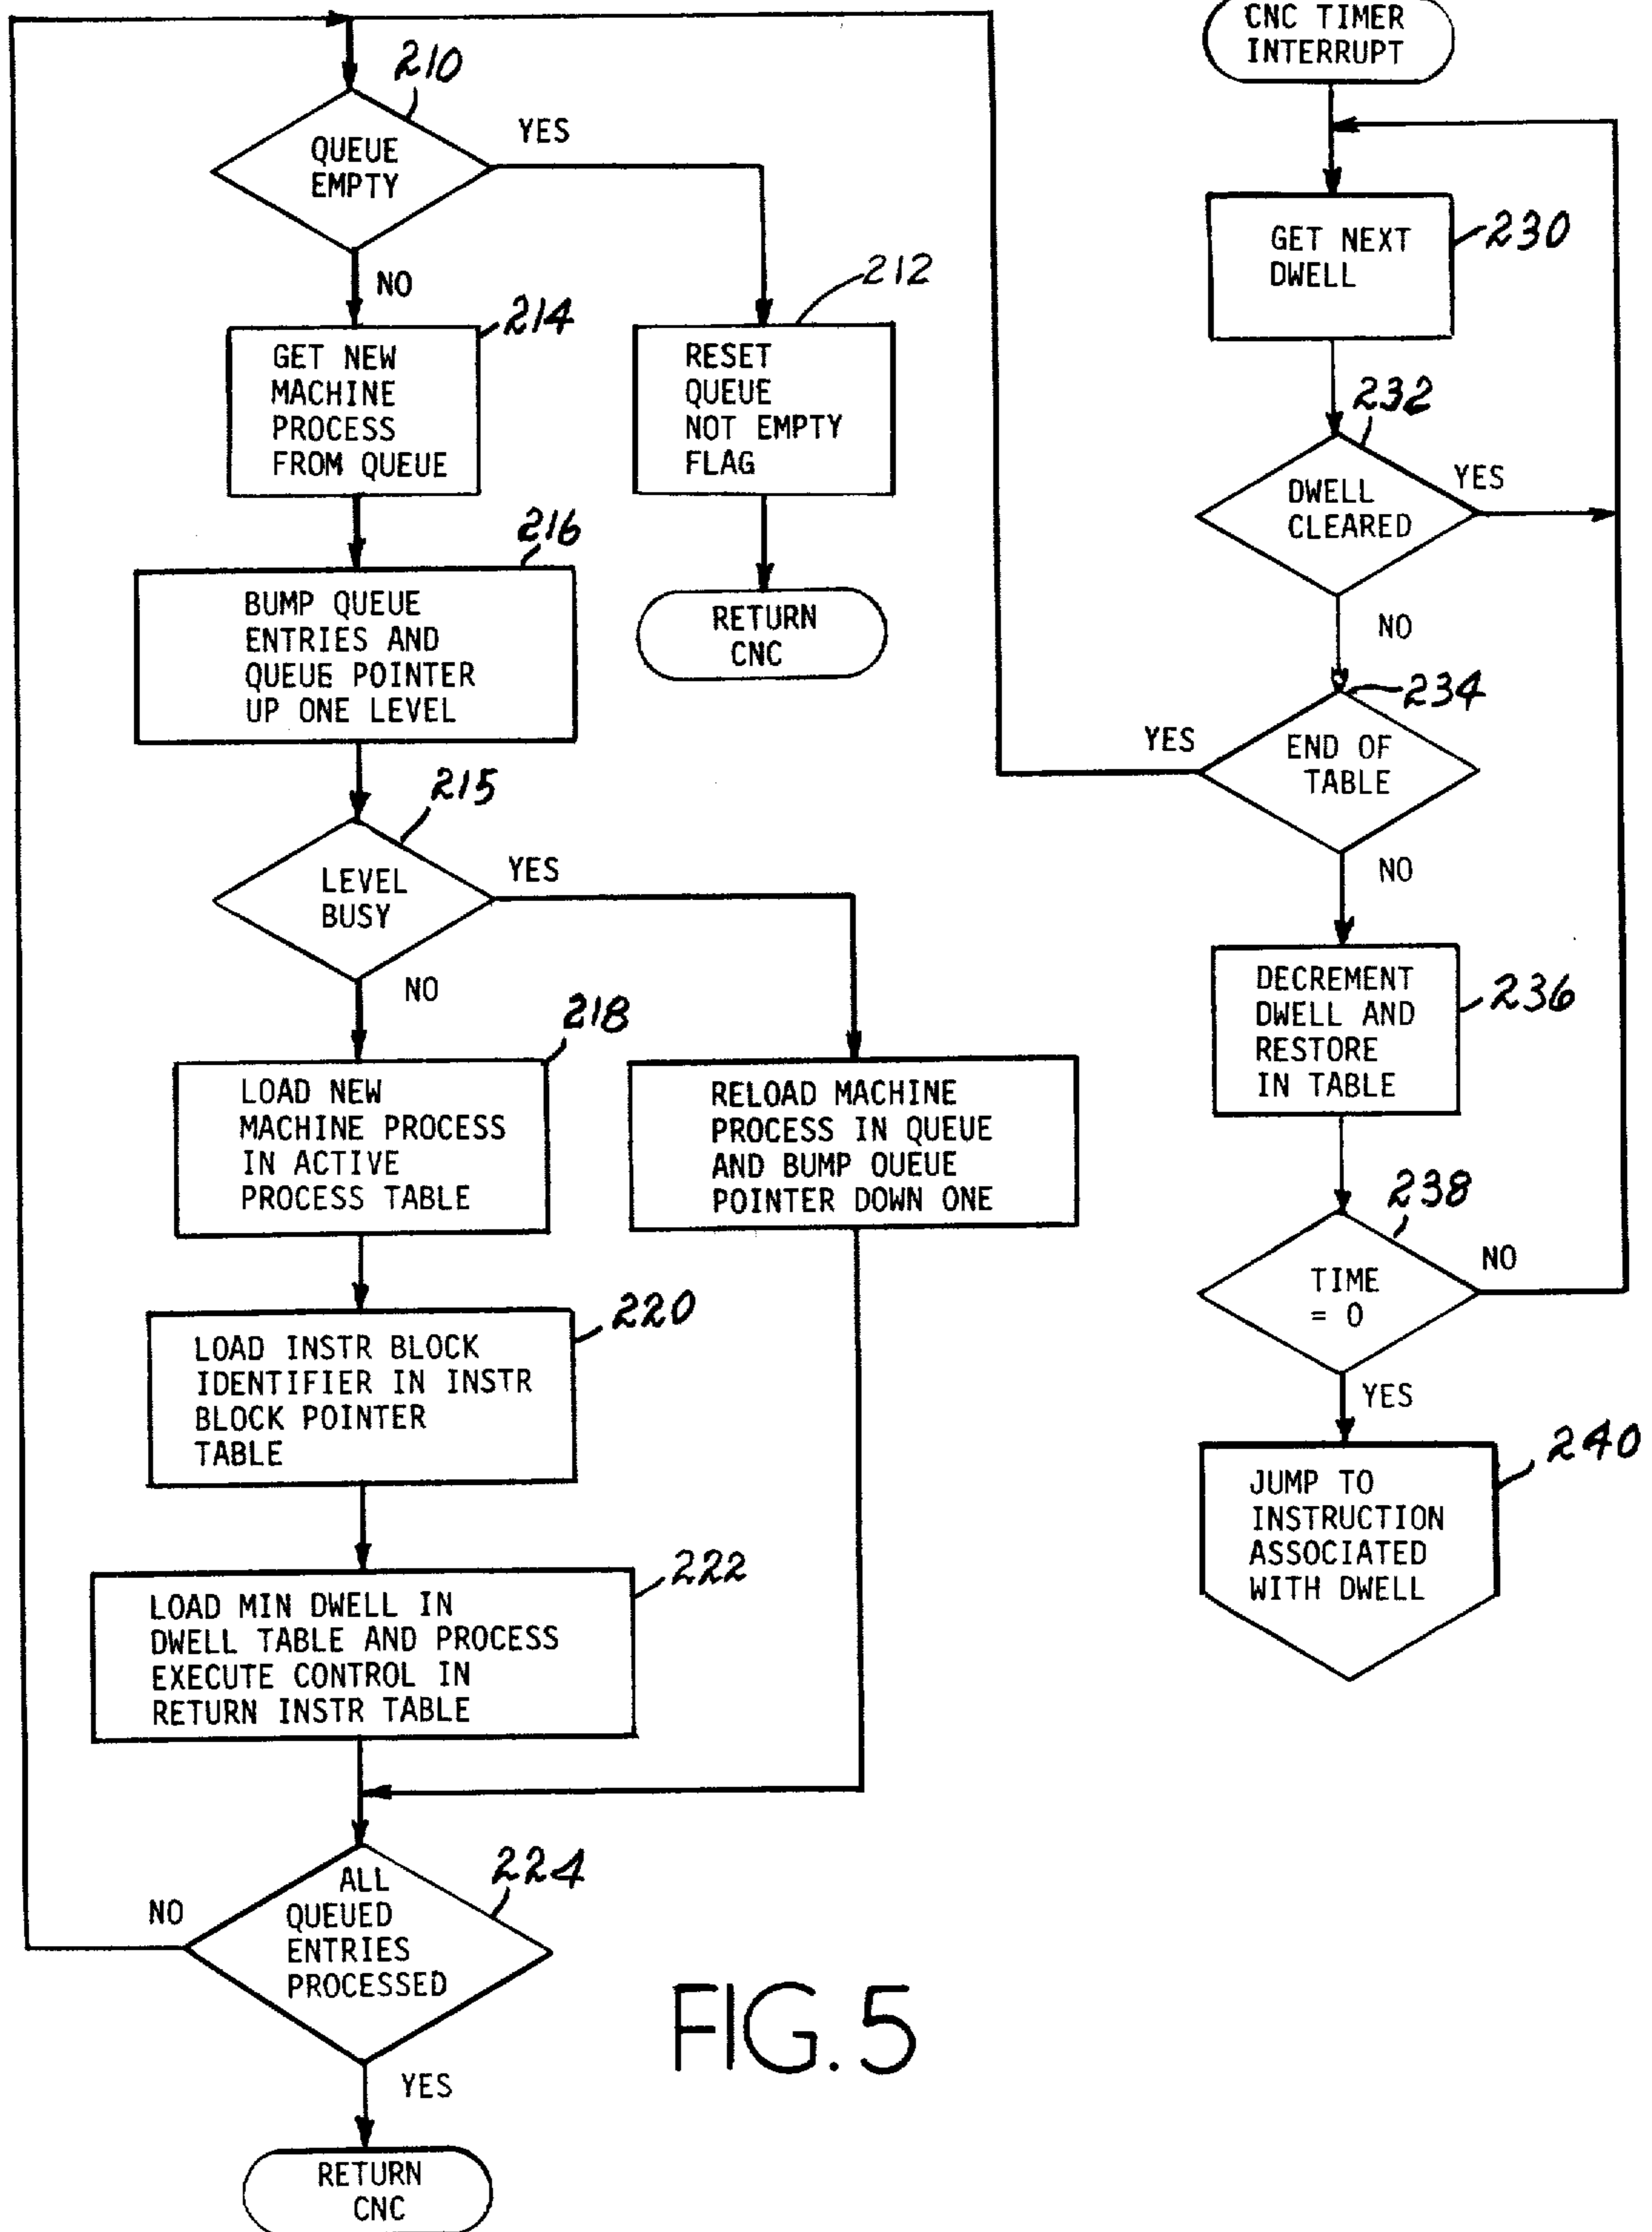 210
QUEUE
EMPTY
YES
NO
212
214
GET NEW
MACHINE
PROCESS
FROM QUEUE
RESET
QUEUE
NOT EMPTY
FLAG
RETURN
CNC
216
BUMP QUEUE
ENTRIES AND
QUEUE POINTER
UP ONE LEVEL
215
LEVEL
BUSY
YES
NO
218
LOAD NEW
MACHINE PROCESS
IN ACTIVE
PROCESS TABLE
RELOAD MACHINE
PROCESS IN QUEUE
AND BUMP QUEUE
POINTER DOWN ONE
220
LOAD INSTR BLOCK
IDENTIFIER IN INSTR
BLOCK POINTER
TABLE
222
LOAD MIN DWELL IN
DWELL TABLE AND PROCESS
EXECUTE CONTROL IN
RETURN INSTR TABLE
224
ALL
QUEUED
ENTRIES
PROCESSED
NO
YES
RETURN
CNC
CNC TIMER
INTERRUPT
230
GET NEXT
DWELL
232
DWELL
CLEARED
YES
NO
234
END OF
TABLE
YES
NO
236
DECREMENT
DWELL AND
RESTORE
IN TABLE
238
TIME
= 0
NO
YES
240
JUMP TO
INSTRUCTION
ASSOCIATED
WITH DWELL
FIG. 5